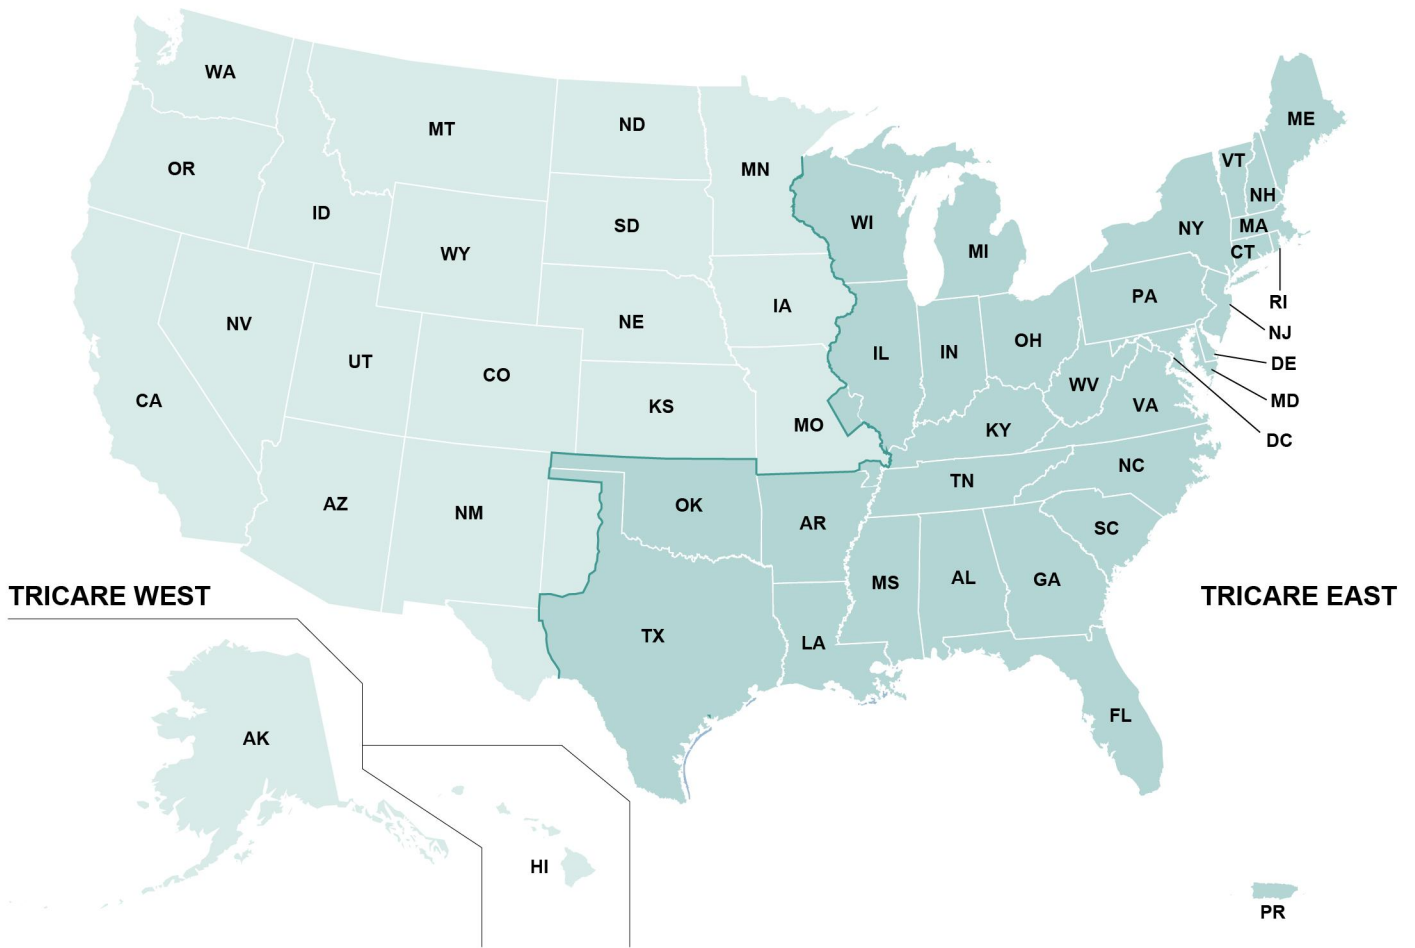 WA
MT
ND
MN
ME
OR
ID
SD
WI
MI
VT
NH
NY
MA
CT
WY
IA
PA
RI
NV
NE
OH
NJ
UT
CO
IL
IN
DE
CA
KS
WV
MD
MO
KY
VA
DC
AZ
NM
OK
AR
TN
NC
SC
MS
AL
GA
TRICARE WEST
TRICARE EAST
TX
LA
FL
AK
HI
PR